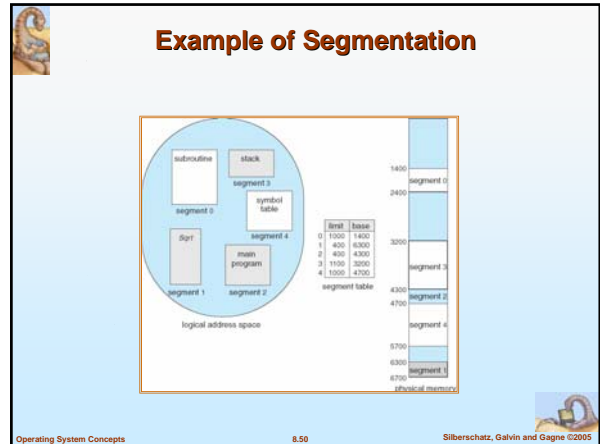 Example of Segmentation
subroutine
stack
segment 3
segment 0
symbol
table
segment 4
Sqrt
segment 1
main
program
segment 2
logical address space
limit base
0 1000 1400
1 400 6300
2 400 4300
3 1100 3200
4 1000 4700
segment table
1400
segment 0
2400
3200
segment 3
4300
segment 2
4700
segment 4
5700
6300
segment 1
6700
physical memory
Operating System Concepts
8.50
Silberschatz, Galvin and Gagne ©2005